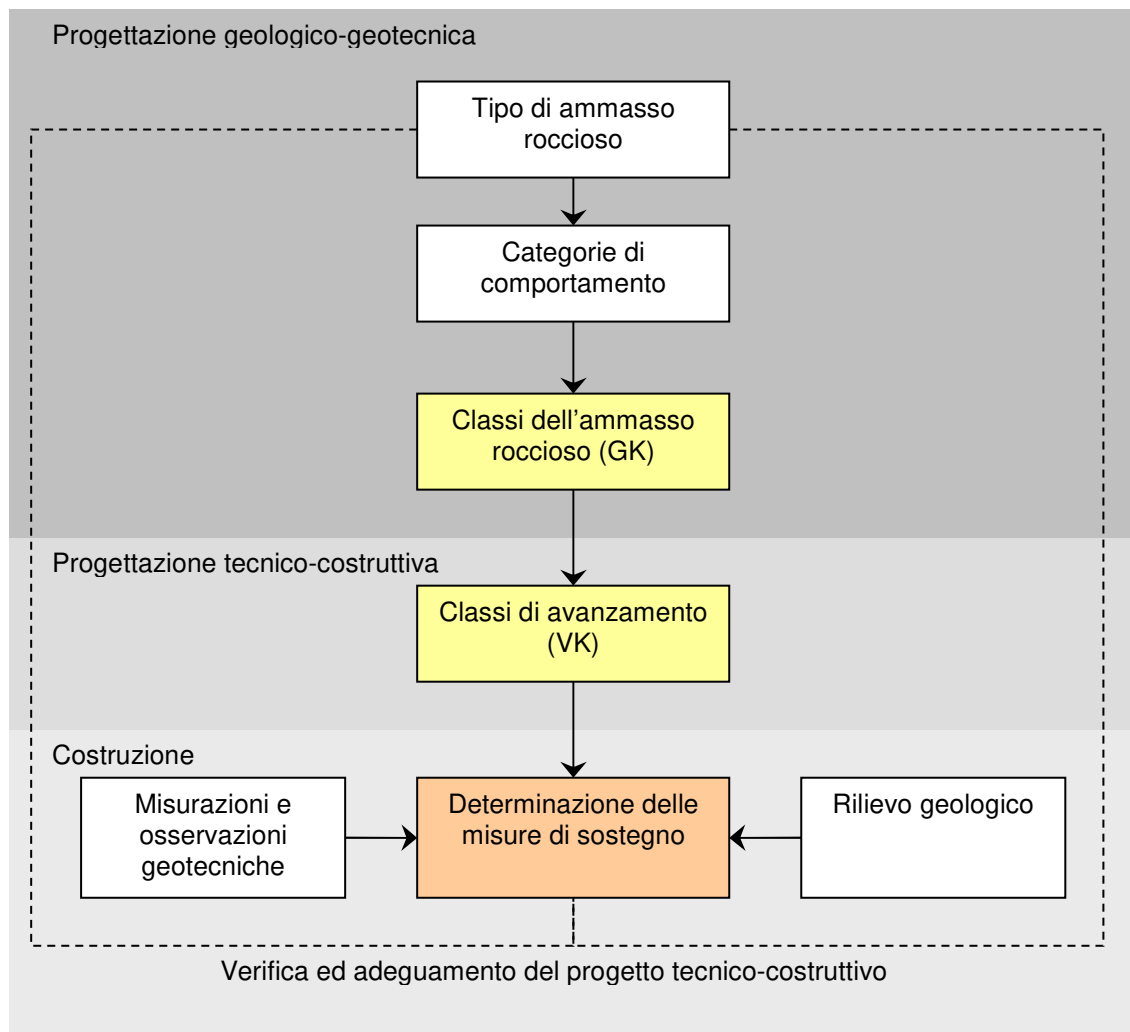 Progettazione geologico-geotecnica
Tipo di ammasso
roccioso
Categorie di
comportamento
Classi dell'ammasso
roccioso (GK)
Progettazione tecnico-costruttiva
Classi di avanzamento
(VK)
Costruzione
Misurazioni e
osservazioni
geotecniche
Determinazione delle
misure di sostegno
Rilievo geologico
Verifica ed adeguamento del progetto tecnico-costruttivo